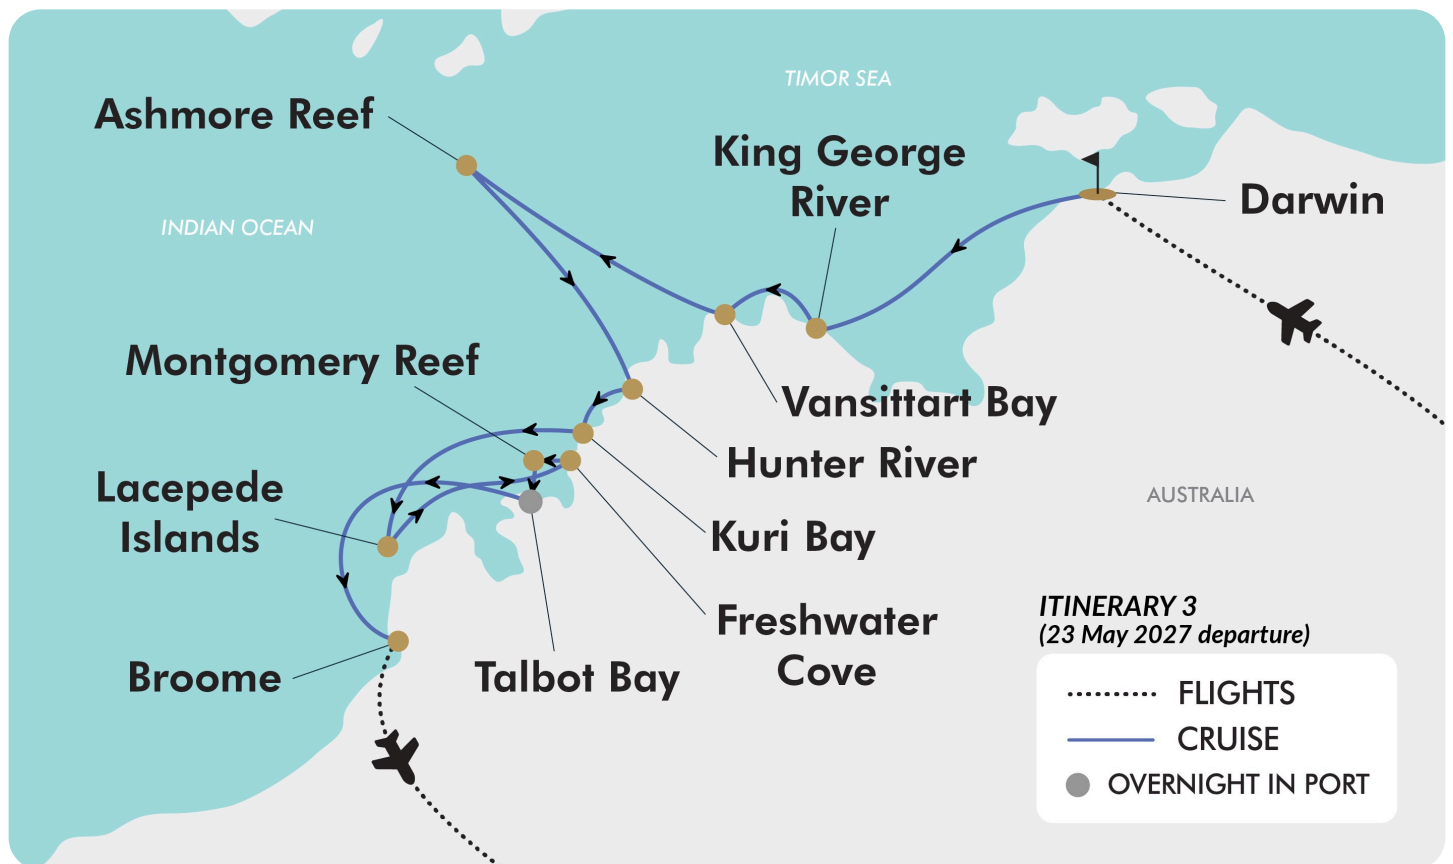 TIMOR SEA
Ashmore Reef
King George
River
Darwin
INDIAN OCEAN
Montgomery Reef
Vansittart Bay
Hunter River
Lacepede
Islands
AUSTRALIA
Kuri Bay
Freshwater
Cove
Talbot Bay
Broome
ITINERARY 3
(23 May 2027 departure)
FLIGHTS
CRUISE
OVERNIGHT IN PORT